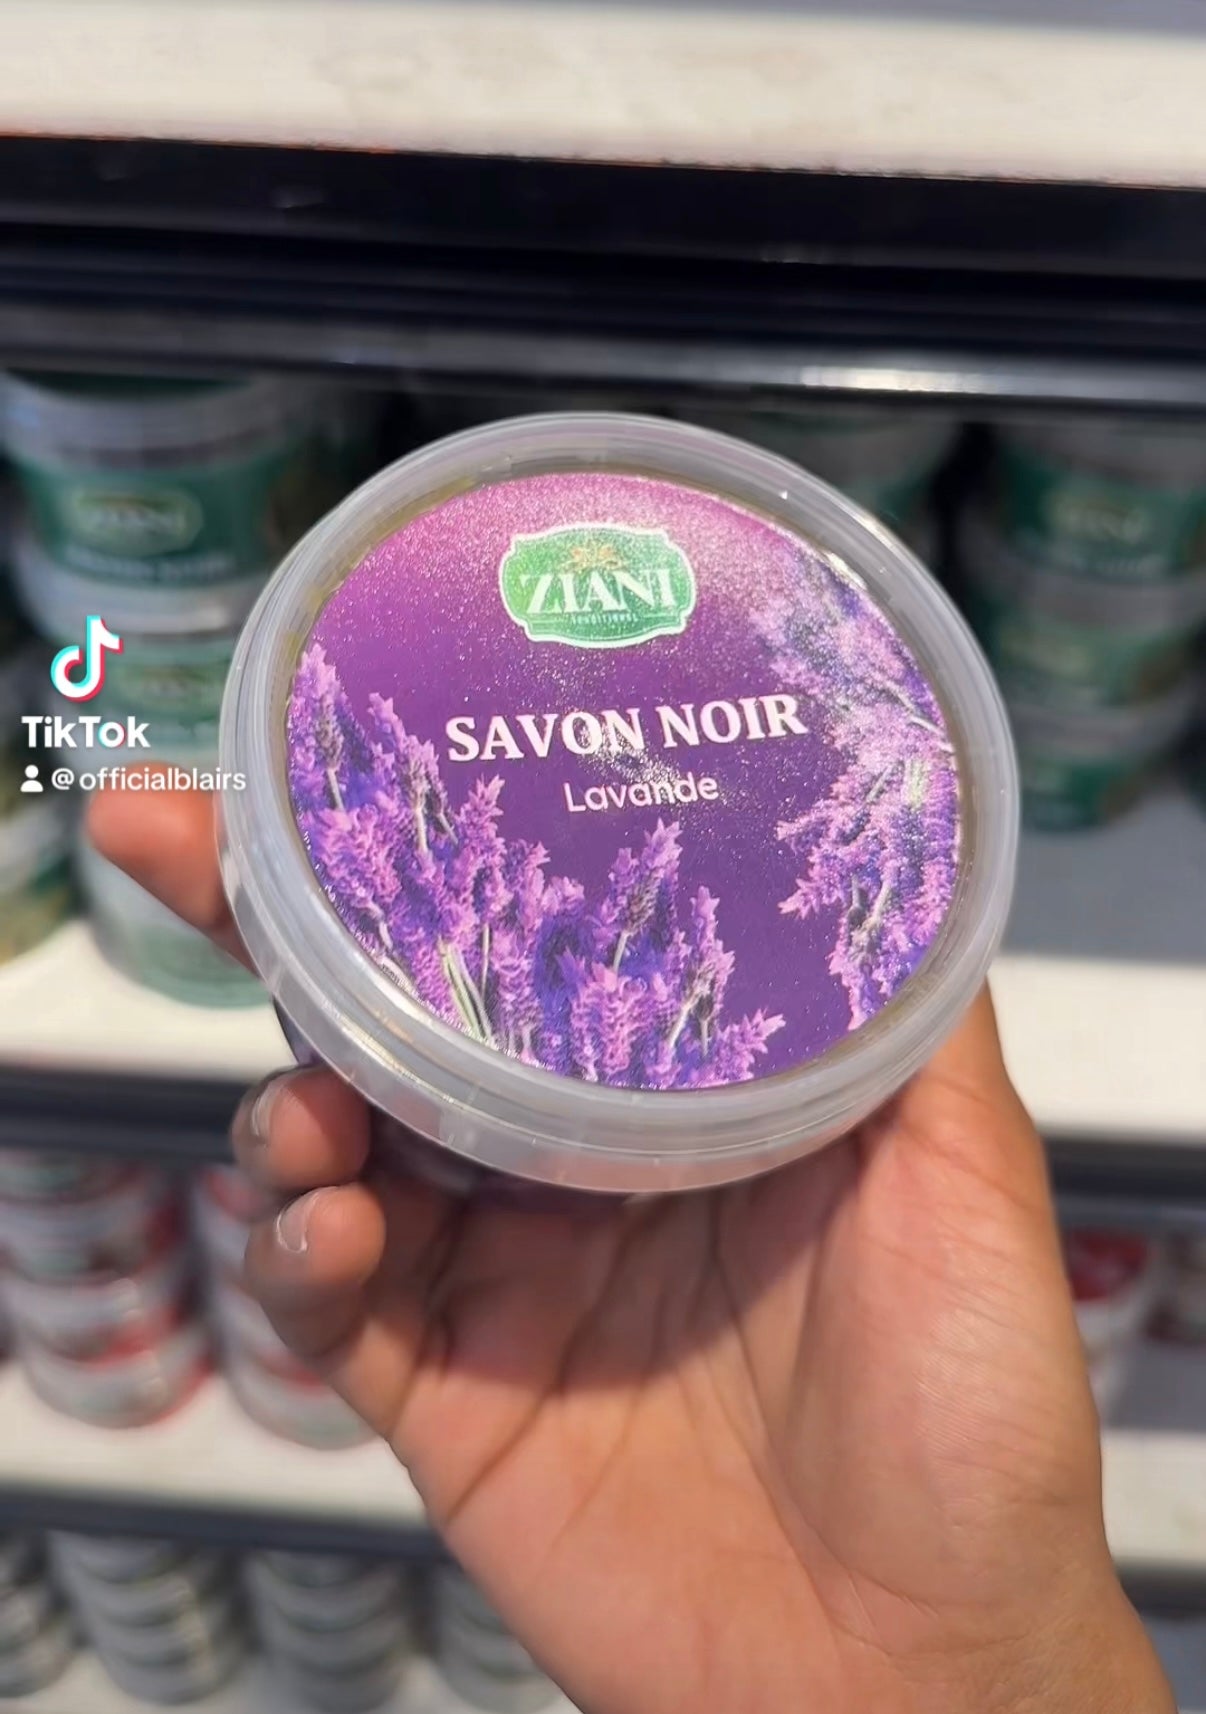 ZIANI
SAVON NOIR
Lavande
TikTok
@officialblairs